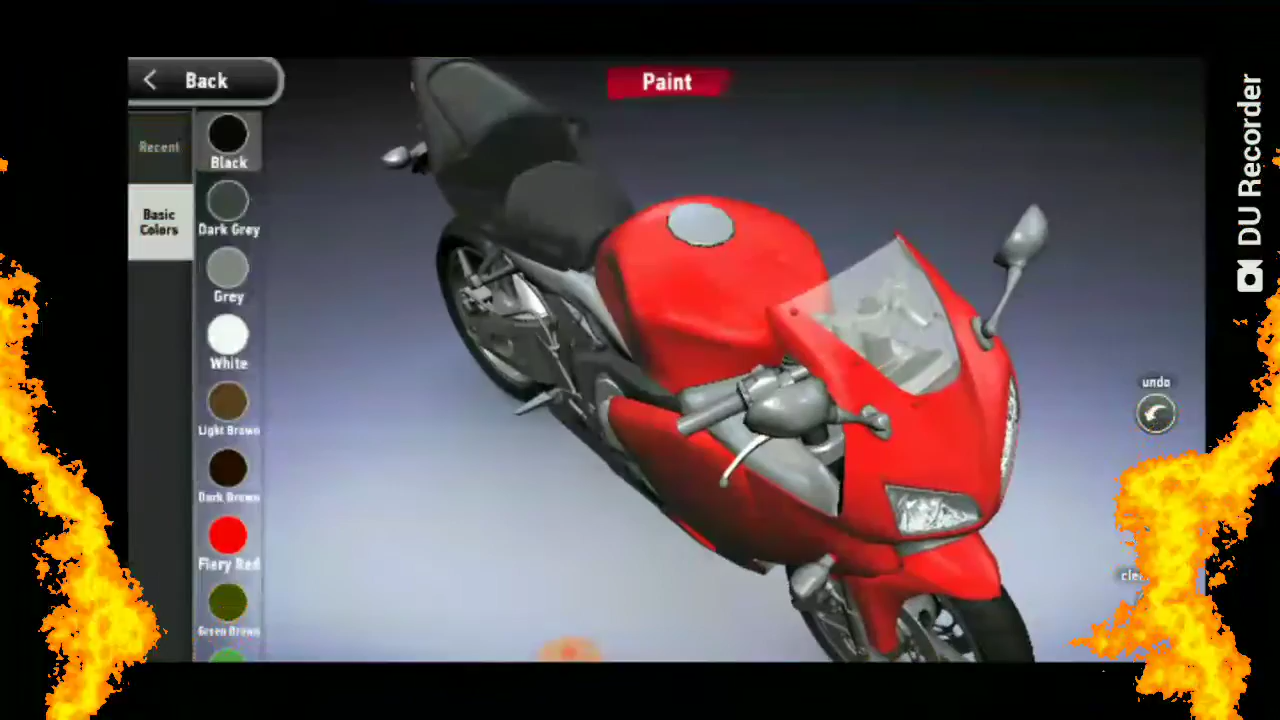 Back
Paint
Recent
Basic
Colors
Black
Dark Grey
Grey
White
Light Brown
Dark Brown
Fiery Red
Green Brown
undo
DU Recorder